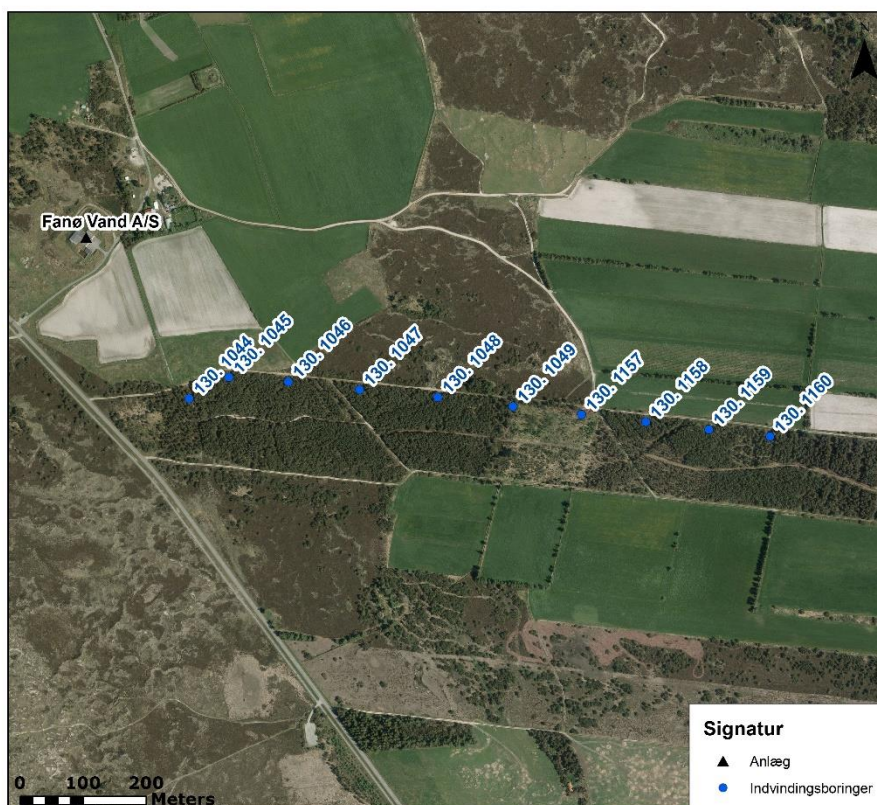 Fanø Vand A/S
130. 1044
130. 1045
130. 1046
130. 1047
130. 1048
130. 1049
130. 1157
130. 1158
130. 1159
130. 1160
Signatur
Anlæg
Indvindingsboringer
0 100 200
Meters